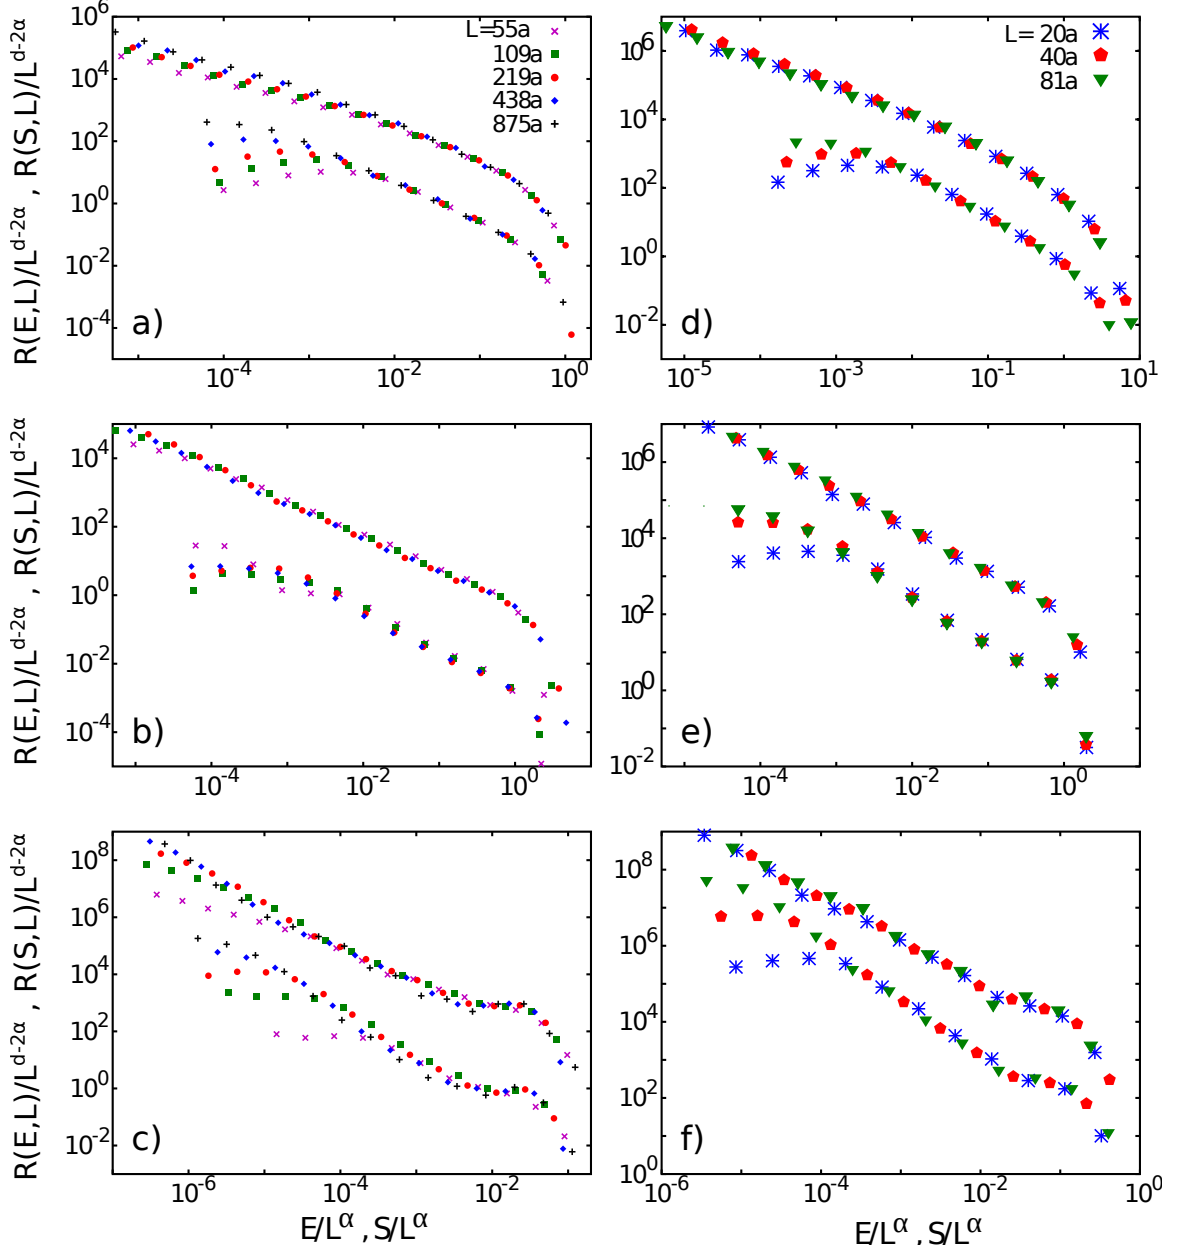 R(E,L)/L^{d-2α} , R(S,L)/L^{d-2α}
10^6
10^4
10^2
10^0
10^-2
10^-4
L=55a
109a
219a
438a
875a
a)
10^-4
10^-2
10^0
10^6
10^4
10^2
10^0
10^-2
L= 20a
40a
81a
d)
10^-5
10^-3
10^-1
10^1
R(E,L)/L^{d-2α} , R(S,L)/L^{d-2α}
10^4
10^2
10^0
10^-2
10^-4
b)
10^-4
10^-2
10^0
10^6
10^4
10^2
10^0
10^-2
e)
10^-4
10^-2
10^0
R(E,L)/L^{d-2α} , R(S,L)/L^{d-2α}
10^8
10^6
10^4
10^2
10^0
10^-2
c)
10^-6
10^-4
10^-2
E/L^α , S/L^α
10^8
10^6
10^4
10^2
10^0
f)
10^-6
10^-4
10^-2
10^0
E/L^α , S/L^α